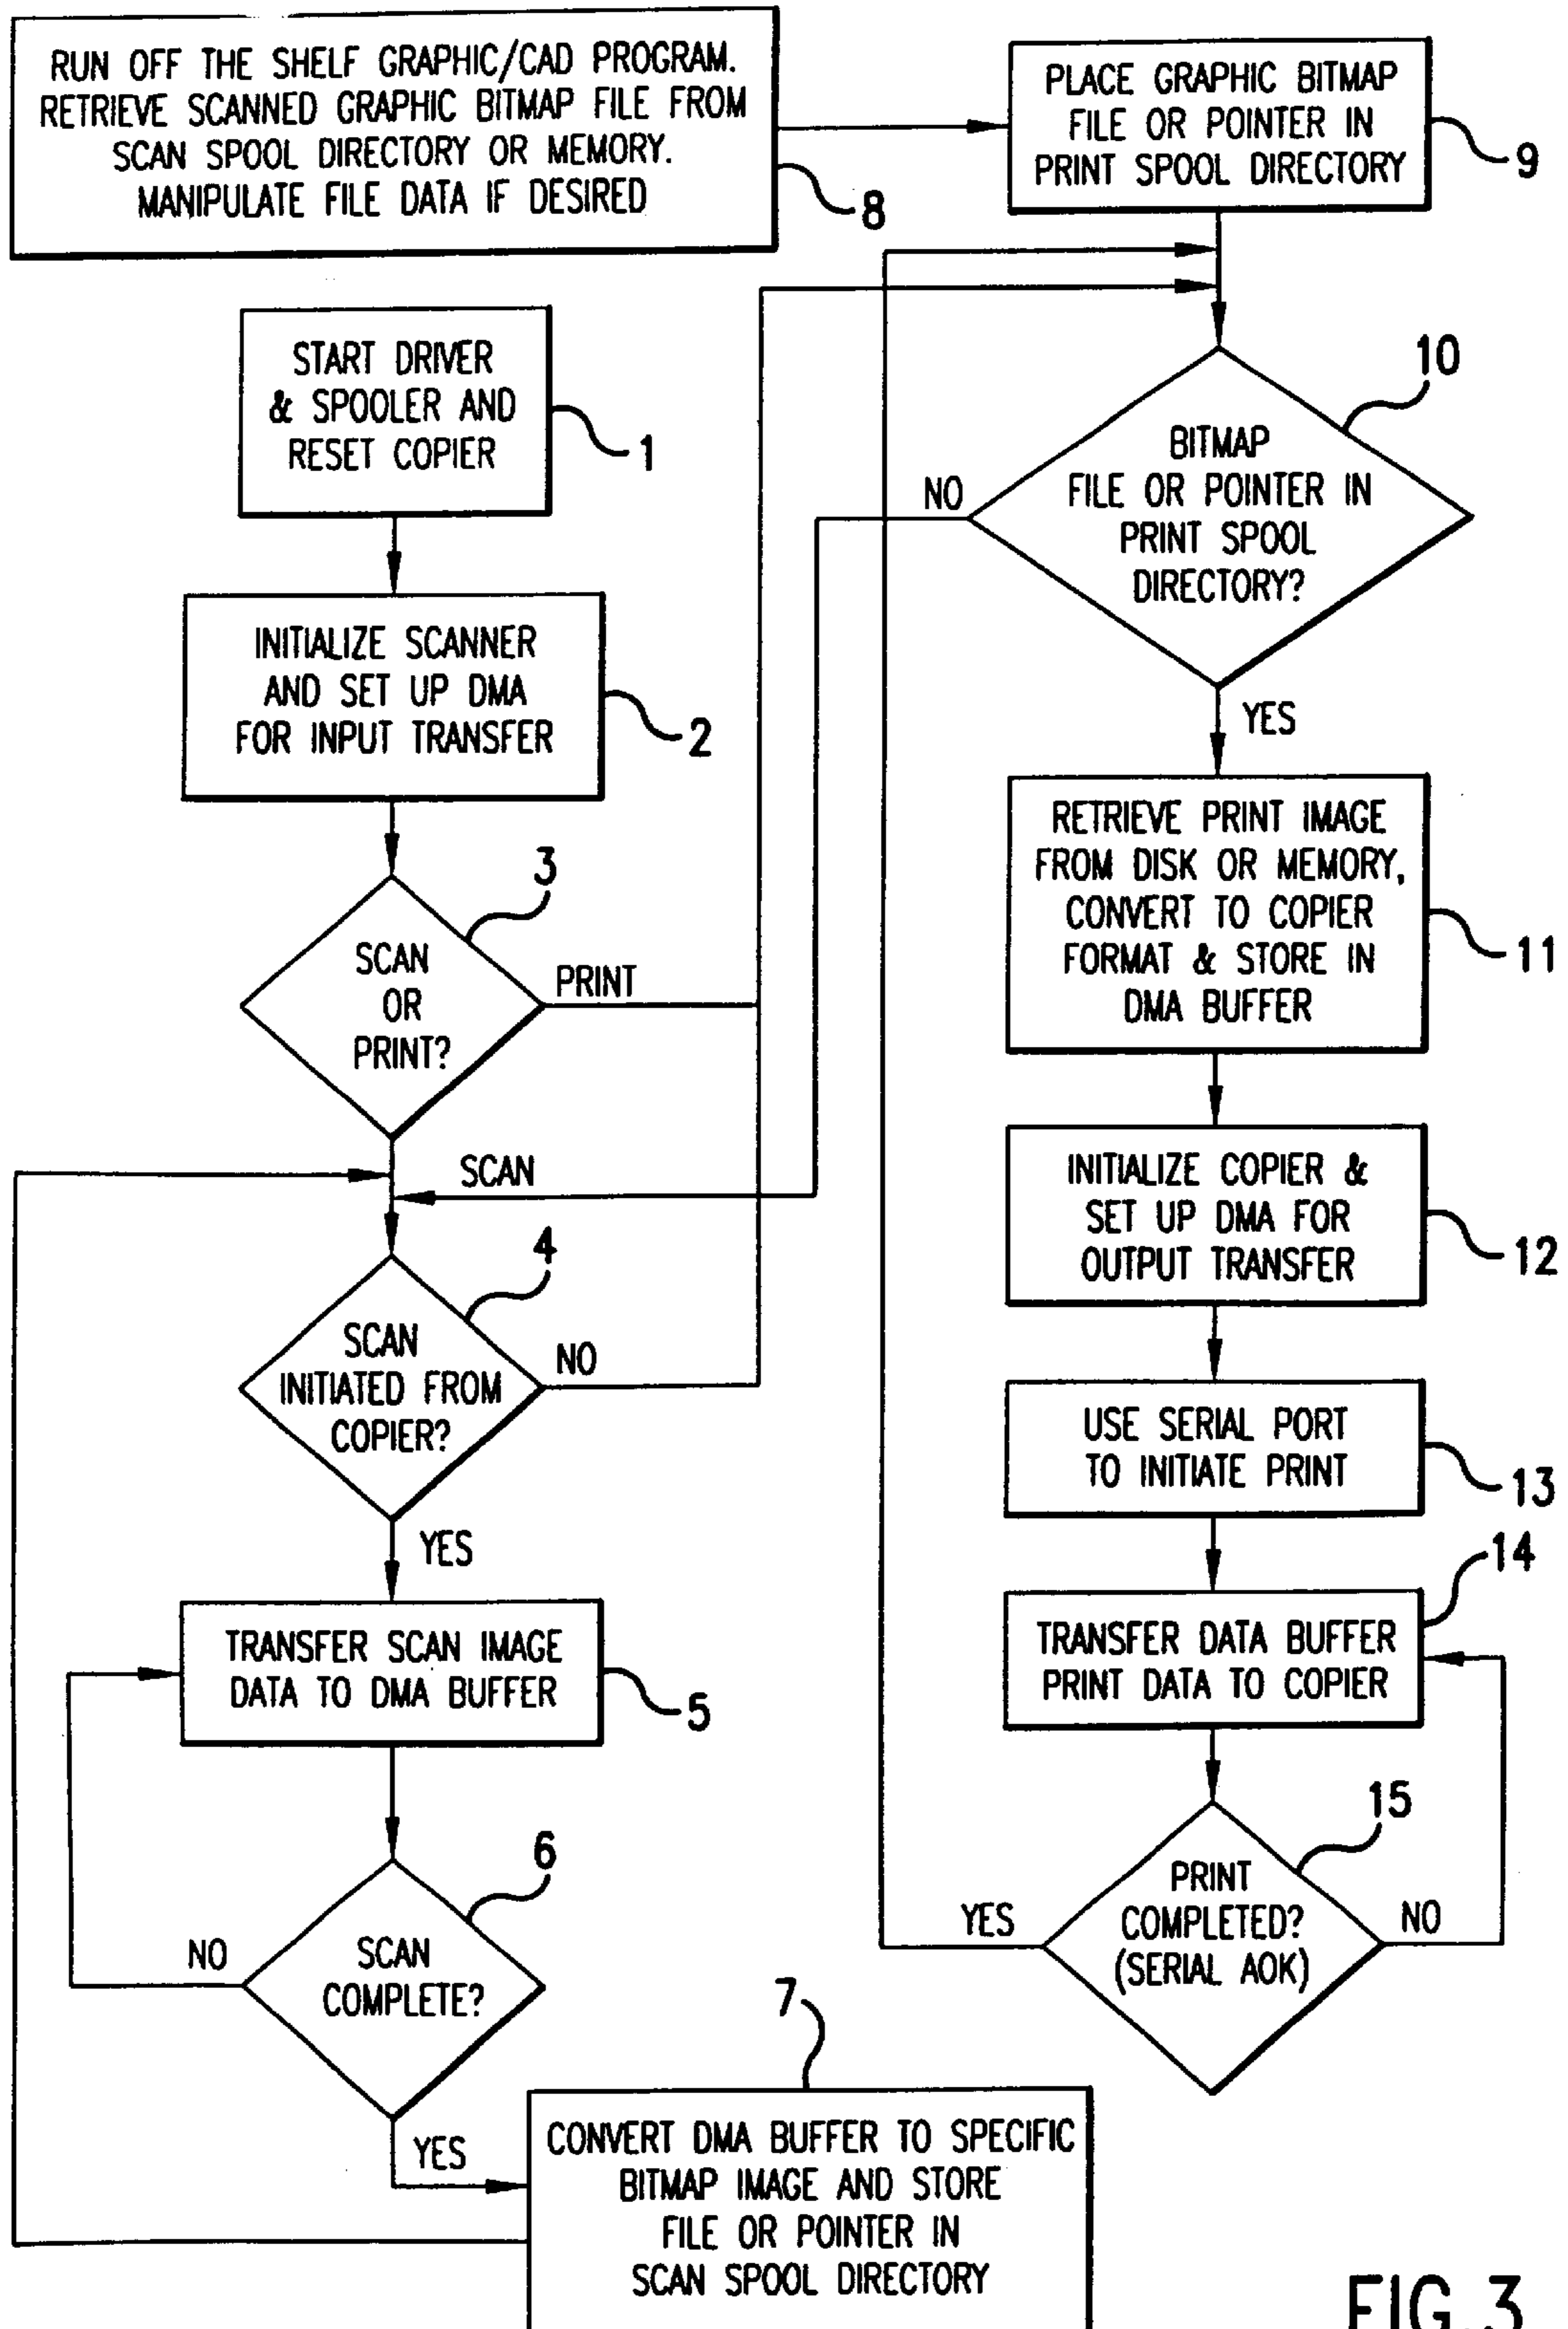 RUN OFF THE SHELF GRAPHIC/CAD PROGRAM.
RETRIEVE SCANNED GRAPHIC BITMAP FILE FROM
SCAN SPOOL DIRECTORY OR MEMORY.
MANIPULATE FILE DATA IF DESIRED
8
PLACE GRAPHIC BITMAP
FILE OR POINTER IN
PRINT SPOOL DIRECTORY
9
START DRIVER
& SPOOLER AND
RESET COPIER
1
INITIALIZE SCANNER
AND SET UP DMA
FOR INPUT TRANSFER
2
3
SCAN
OR
PRINT?
PRINT
SCAN
4
SCAN
INITIATED FROM
COPIER?
NO
YES
TRANSFER SCAN IMAGE
DATA TO DMA BUFFER
5
6
SCAN
COMPLETE?
NO
YES
7
CONVERT DMA BUFFER TO SPECIFIC
BITMAP IMAGE AND STORE
FILE OR POINTER IN
SCAN SPOOL DIRECTORY
10
BITMAP
FILE OR POINTER IN
PRINT SPOOL
DIRECTORY?
NO
YES
RETRIEVE PRINT IMAGE
FROM DISK OR MEMORY,
CONVERT TO COPIER
FORMAT & STORE IN
DMA BUFFER
11
INITIALIZE COPIER &
SET UP DMA FOR
OUTPUT TRANSFER
12
USE SERIAL PORT
TO INITIATE PRINT
13
14
TRANSFER DATA BUFFER
PRINT DATA TO COPIER
15
PRINT
COMPLETED?
(SERIAL AOK)
YES
NO
FIG.3